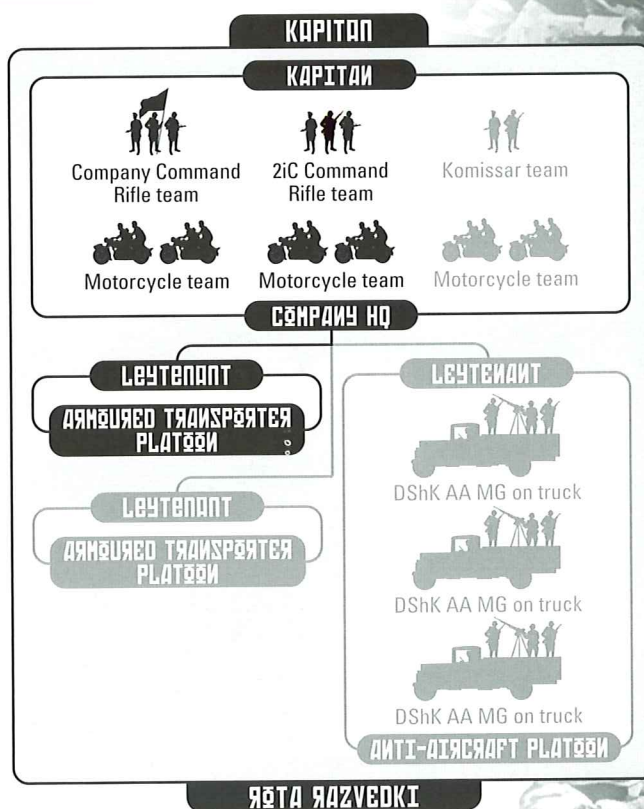 KAPITAN
KAPITAN
Company Command
Rifle team
2iC Command
Rifle team
Komissar team
Motorcycle team
Motorcycle team
Motorcycle team
COMPANY HQ
LEYTENANT
ARMOURED TRANSPORTER
PLATOON
LEYTENANT
ARMOURED TRANSPORTER
PLATOON
LEYTENANT
DShK AA MG on truck
DShK AA MG on truck
DShK AA MG on truck
ANTI-AIRCRAFT PLATOON
ROTA RAZVEDKI